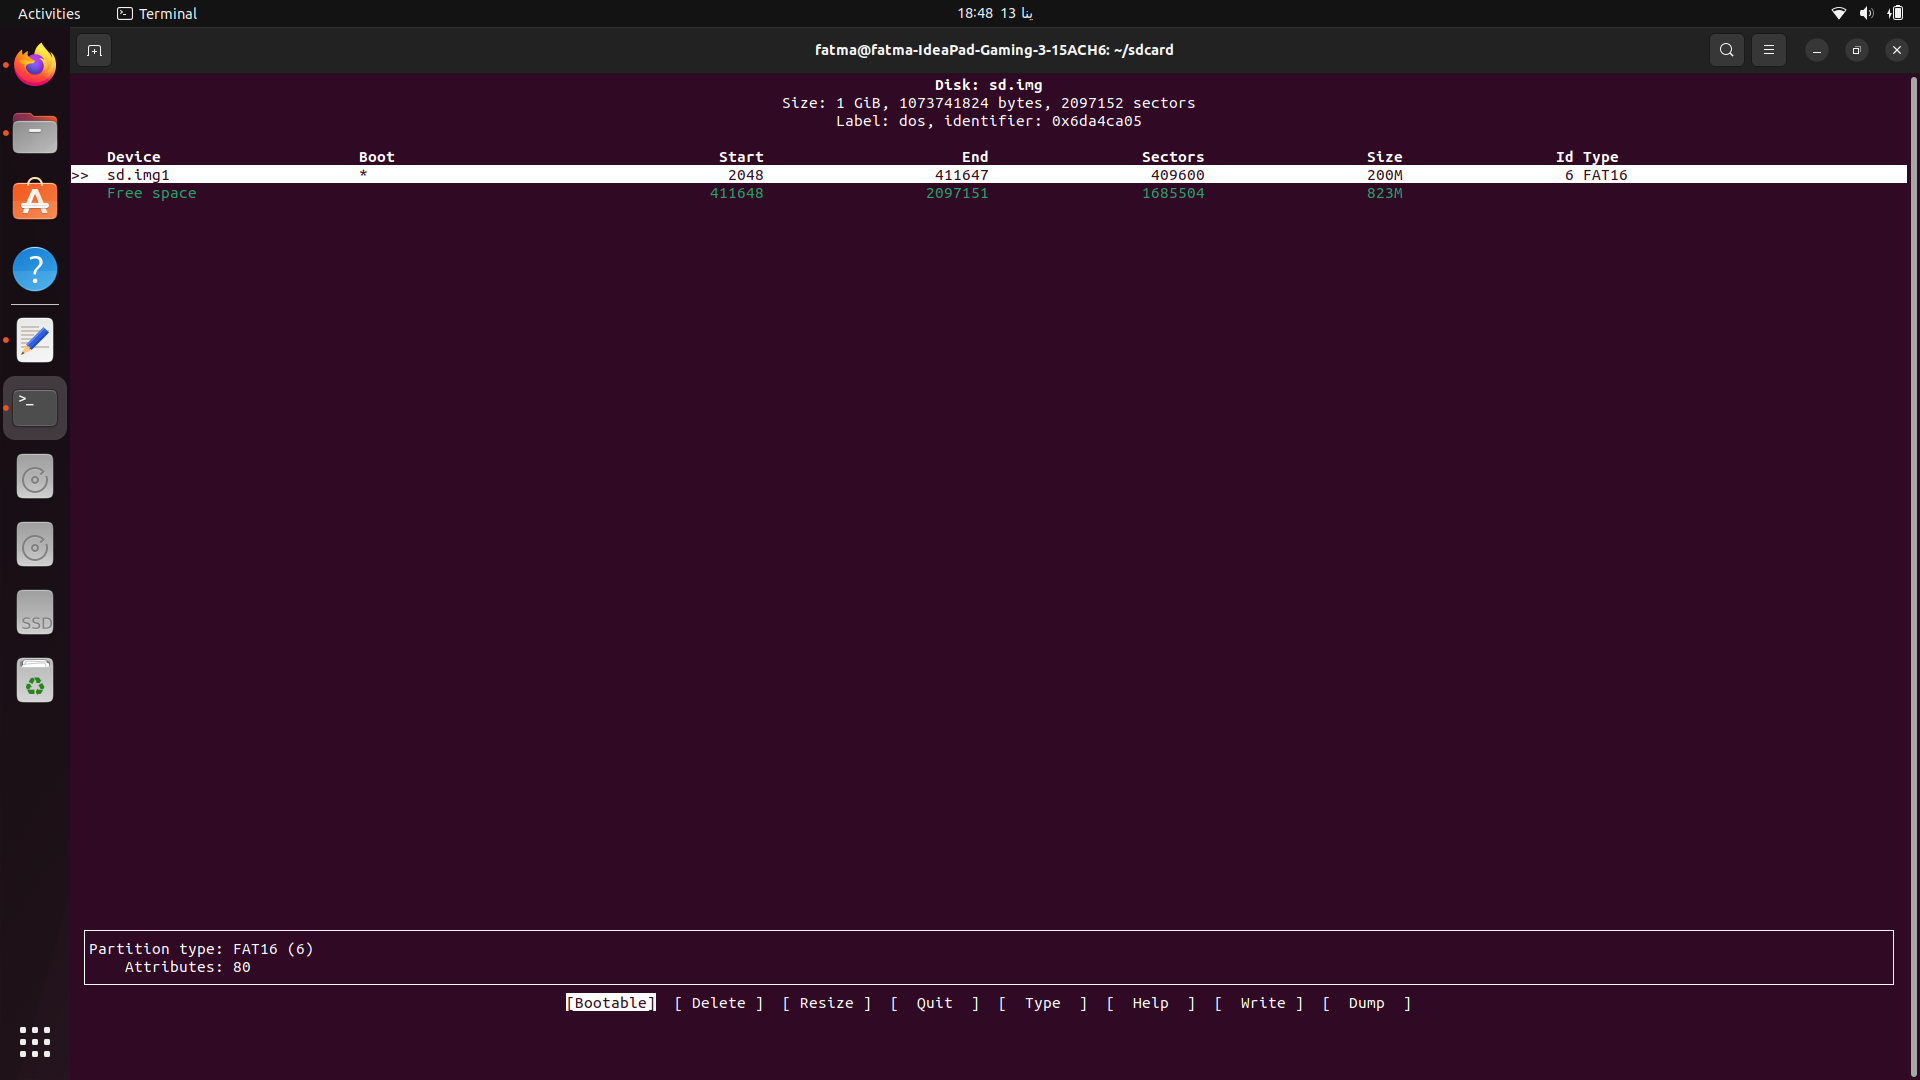 Activities Terminal 18:48 13 ينا
fatma@fatma-IdeaPad-Gaming-3-15ACH6: ~/sdcard
Disk: sd.img
Size: 1 GiB, 1073741824 bytes, 2097152 sectors
Label: dos, identifier: 0x6da4ca05
Device Boot Start End Sectors Size Id Type
>> sd.img1 * 2048 411647 409600 200M 6 FAT16
Free space 411648 2097151 1685504 823M
Partition type: FAT16 (6)
Attributes: 80
[Bootable] [ Delete ] [ Resize ] [ Quit ] [ Type ] [ Help ] [ Write ] [ Dump ]
?
>_
SSD